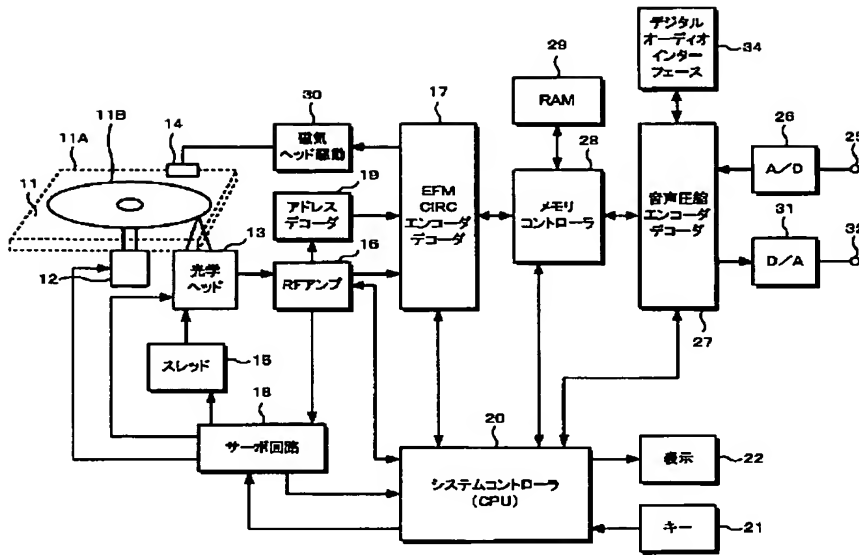 デジタル
オーディオ
インター
フェース
34
29
RAM
17
30
磁気
ヘッド駆動
14
11B
11A
11
26
A/D
25
28
EFM
CIRC
エンコーダ
デコーダ
メモリ
コントローラ
音声圧縮
エンコーダ
デコーダ
19
アドレス
デコーダ
13
光学
ヘッド
12
16
RFアンプ
31
D/A
32
27
スレッド
15
18
サーボ回路
20
システムコントローラ
(CPU)
表示
22
キー
21